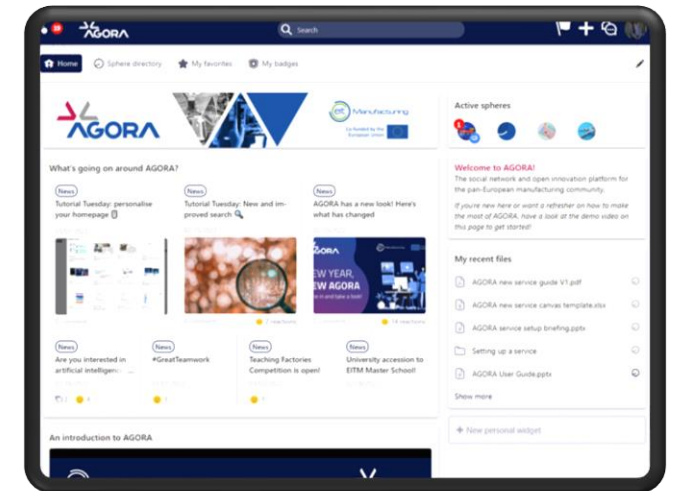 AGORA
Search
Home
Sphere directory
My favorites
My badges
AGORA
eit Manufacturing
Co-funded by the
European Union
What's going on around AGORA?
News
Tutorial Tuesday: personalise
your homepage
News
Tutorial Tuesday: New and im-
proved search
News
AGORA has a new look! Here's
what has changed
AGORA
NEW YEAR,
NEW AGORA
News
Are you interested in
artificial intelligenc ...
News
#GreatTeamwork
News
Teaching Factories
Competition is open!
News
University accession to
EITM Master School!
An introduction to AGORA
Active spheres
Welcome to AGORA!
The social network and open innovation platform for
the pan-European manufacturing community.
If you're new here or want a refresher on how to make
the most of AGORA, have a look at the demo video on
this page to get started!
My recent files
AGORA new service guide V1.pdf
AGORA new service canvas template.xlsx
AGORA service setup briefing.pptx
Setting up a service
AGORA User Guide.pptx
Show more
+ New personal widget